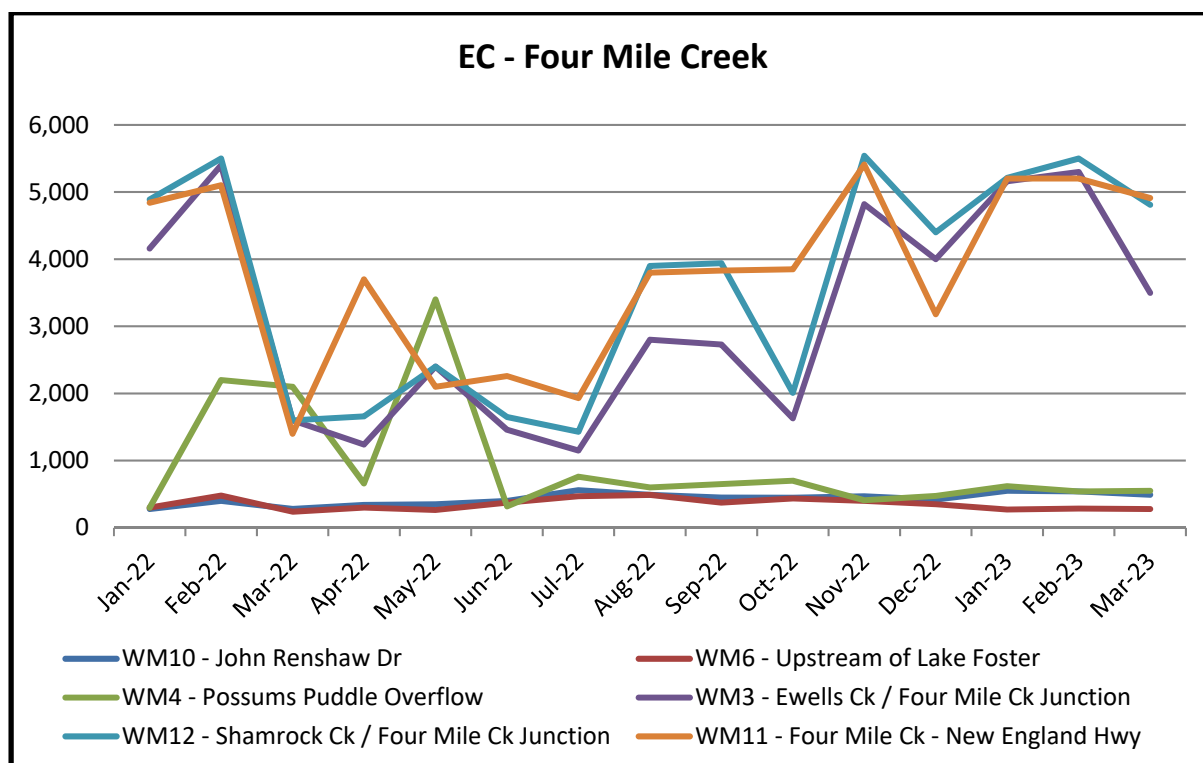 EC - Four Mile Creek
6,000
5,000
4,000
3,000
2,000
1,000
0
Jan-22
Feb-22
Mar-22
Apr-22
May-22
Jun-22
Jul-22
Aug-22
Sep-22
Oct-22
Nov-22
Dec-22
Jan-23
Feb-23
Mar-23
WM10 - John Renshaw Dr
WM6 - Upstream of Lake Foster
WM4 - Possums Puddle Overflow
WM3 - Ewells Ck / Four Mile Ck Junction
WM12 - Shamrock Ck / Four Mile Ck Junction
WM11 - Four Mile Ck - New England Hwy